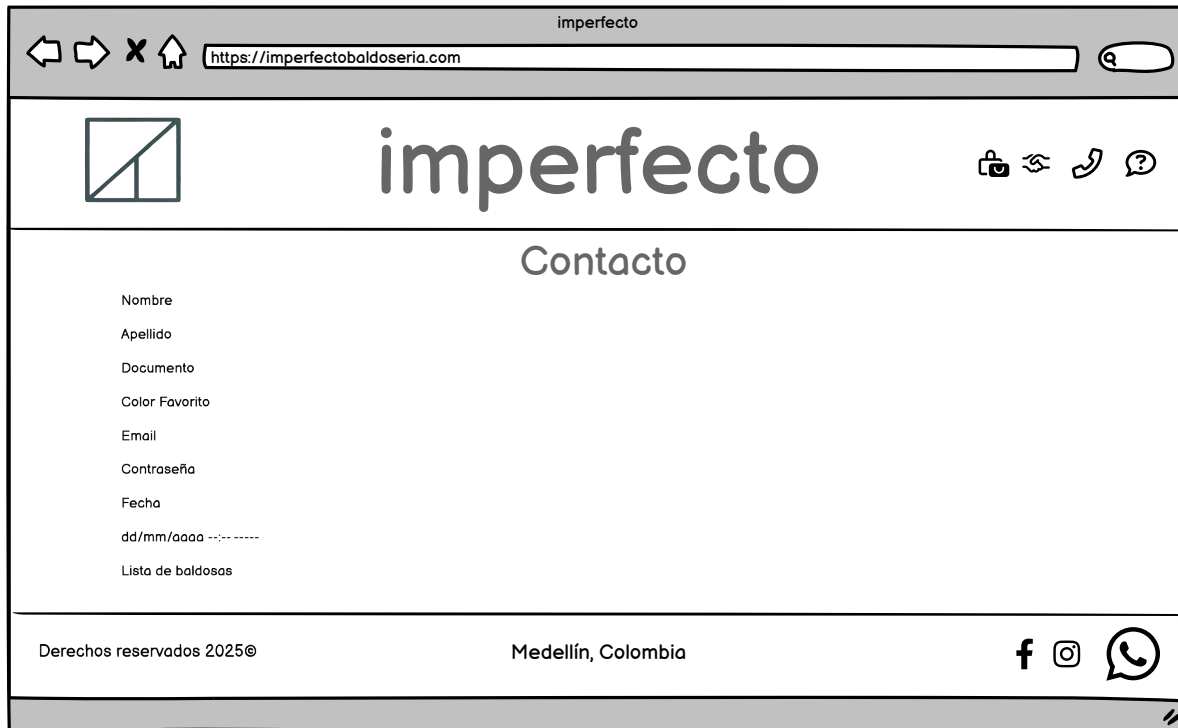 imperfecto
https://imperfectobaldoseria.com
imperfecto
Contacto
Nombre
Apellido
Documento
Color Favorito
Email
Contraseña
Fecha
dd/mm/aaaa --:-- -----
Lista de baldosas
Derechos reservados 2025©
Medellín, Colombia